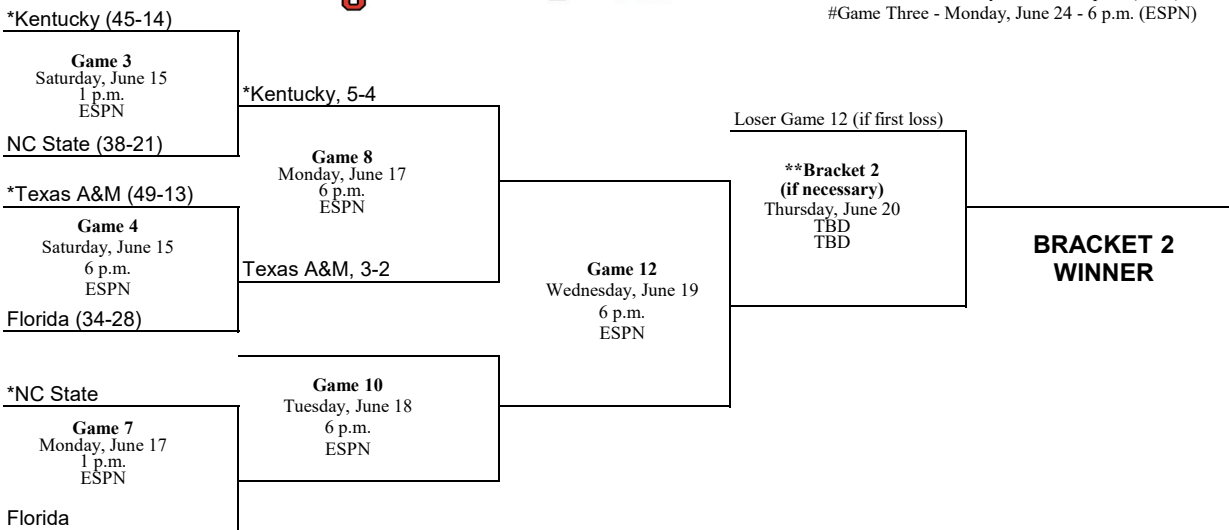 #Game Three - Monday, June 24 - 6 p.m. (ESPN)
*Kentucky (45-14)
Game 3
Saturday, June 15
1 p.m.
ESPN
NC State (38-21)
*Kentucky, 5-4
Game 8
Monday, June 17
6 p.m.
ESPN
*Texas A&M (49-13)
Game 4
Saturday, June 15
6 p.m.
ESPN
Florida (34-28)
Texas A&M, 3-2
Game 12
Wednesday, June 19
6 p.m.
ESPN
Loser Game 12 (if first loss)
**Bracket 2
(if necessary)
Thursday, June 20
TBD
TBD
BRACKET 2
WINNER
Game 10
Tuesday, June 18
6 p.m.
ESPN
*NC State
Game 7
Monday, June 17
1 p.m.
ESPN
Florida